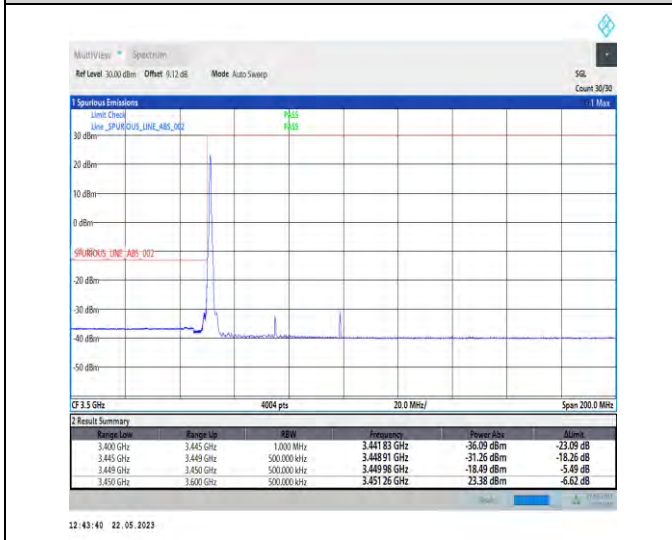 MultiView Spectrum
Ref Level 30.00 dBm Offset 9.12 dB Mode Auto Sweep SGL
Count 30/30
1 Spurious Emissions 1 Max
Limit Check PASS
Line _SPURIOUS_LINE_ABS_002 PASS
30 dBm
20 dBm
10 dBm
0 dBm
SPURIOUS_LINE_ABS_002
-20 dBm
-30 dBm
-40 dBm
-50 dBm
CF 3.5 GHz 4004 pts 20.0 MHz/ Span 200.0 MHz
2 Result Summary
Range Low Range Up RBW Frequency Power Abs ΔLimit
3.400 GHz 3.445 GHz 1.000 MHz 3.441 83 GHz -36.09 dBm -23.09 dB
3.445 GHz 3.449 GHz 500.000 kHz 3.448 91 GHz -31.26 dBm -18.26 dB
3.449 GHz 3.450 GHz 500.000 kHz 3.449 98 GHz -18.49 dBm -5.49 dB
3.450 GHz 3.600 GHz 500.000 kHz 3.451 26 GHz 23.38 dBm -6.62 dB
12:43:40 22.05.2023